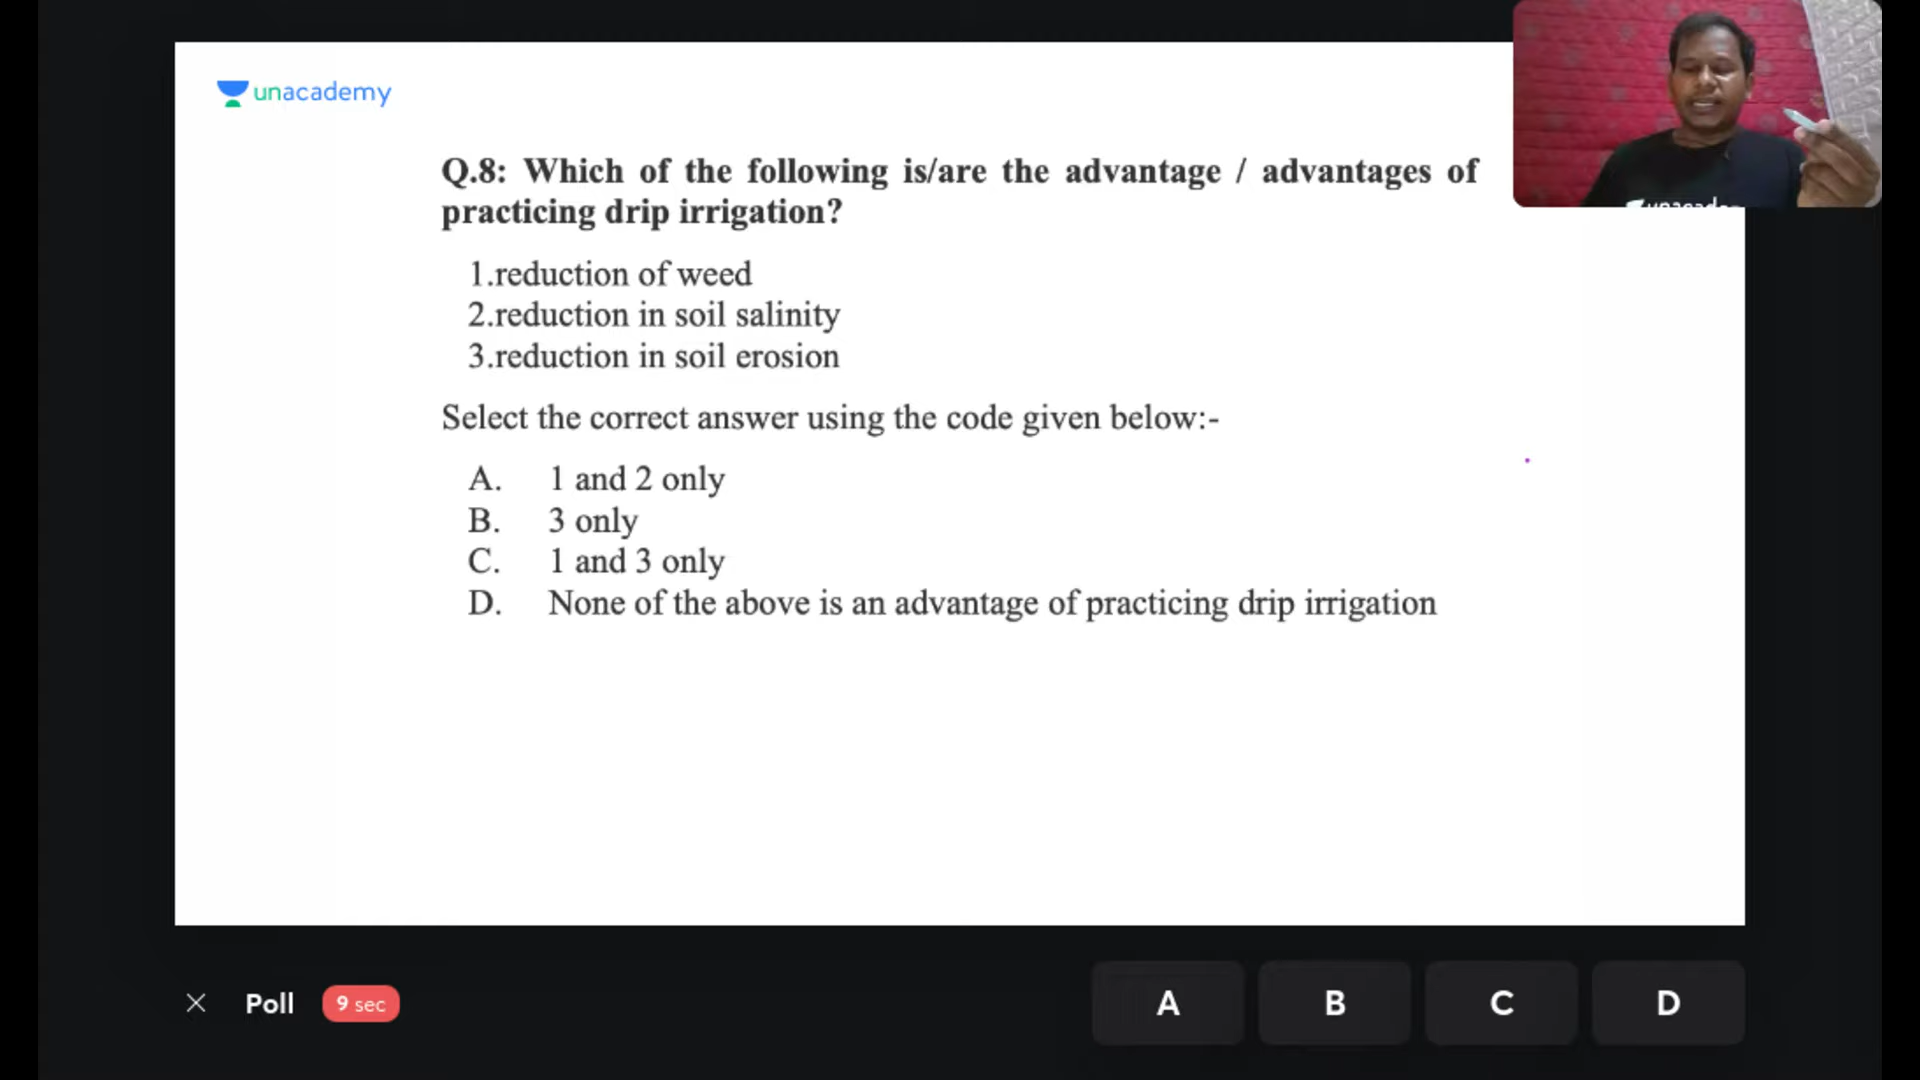 unacademy
Q.8: Which of the following is/are the advantage / advantages of
practicing drip irrigation?
1.reduction of weed
2.reduction in soil salinity
3.reduction in soil erosion
Select the correct answer using the code given below:-
A. 1 and 2 only
B. 3 only
C. 1 and 3 only
D. None of the above is an advantage of practicing drip irrigation
Poll 9 sec A B C D